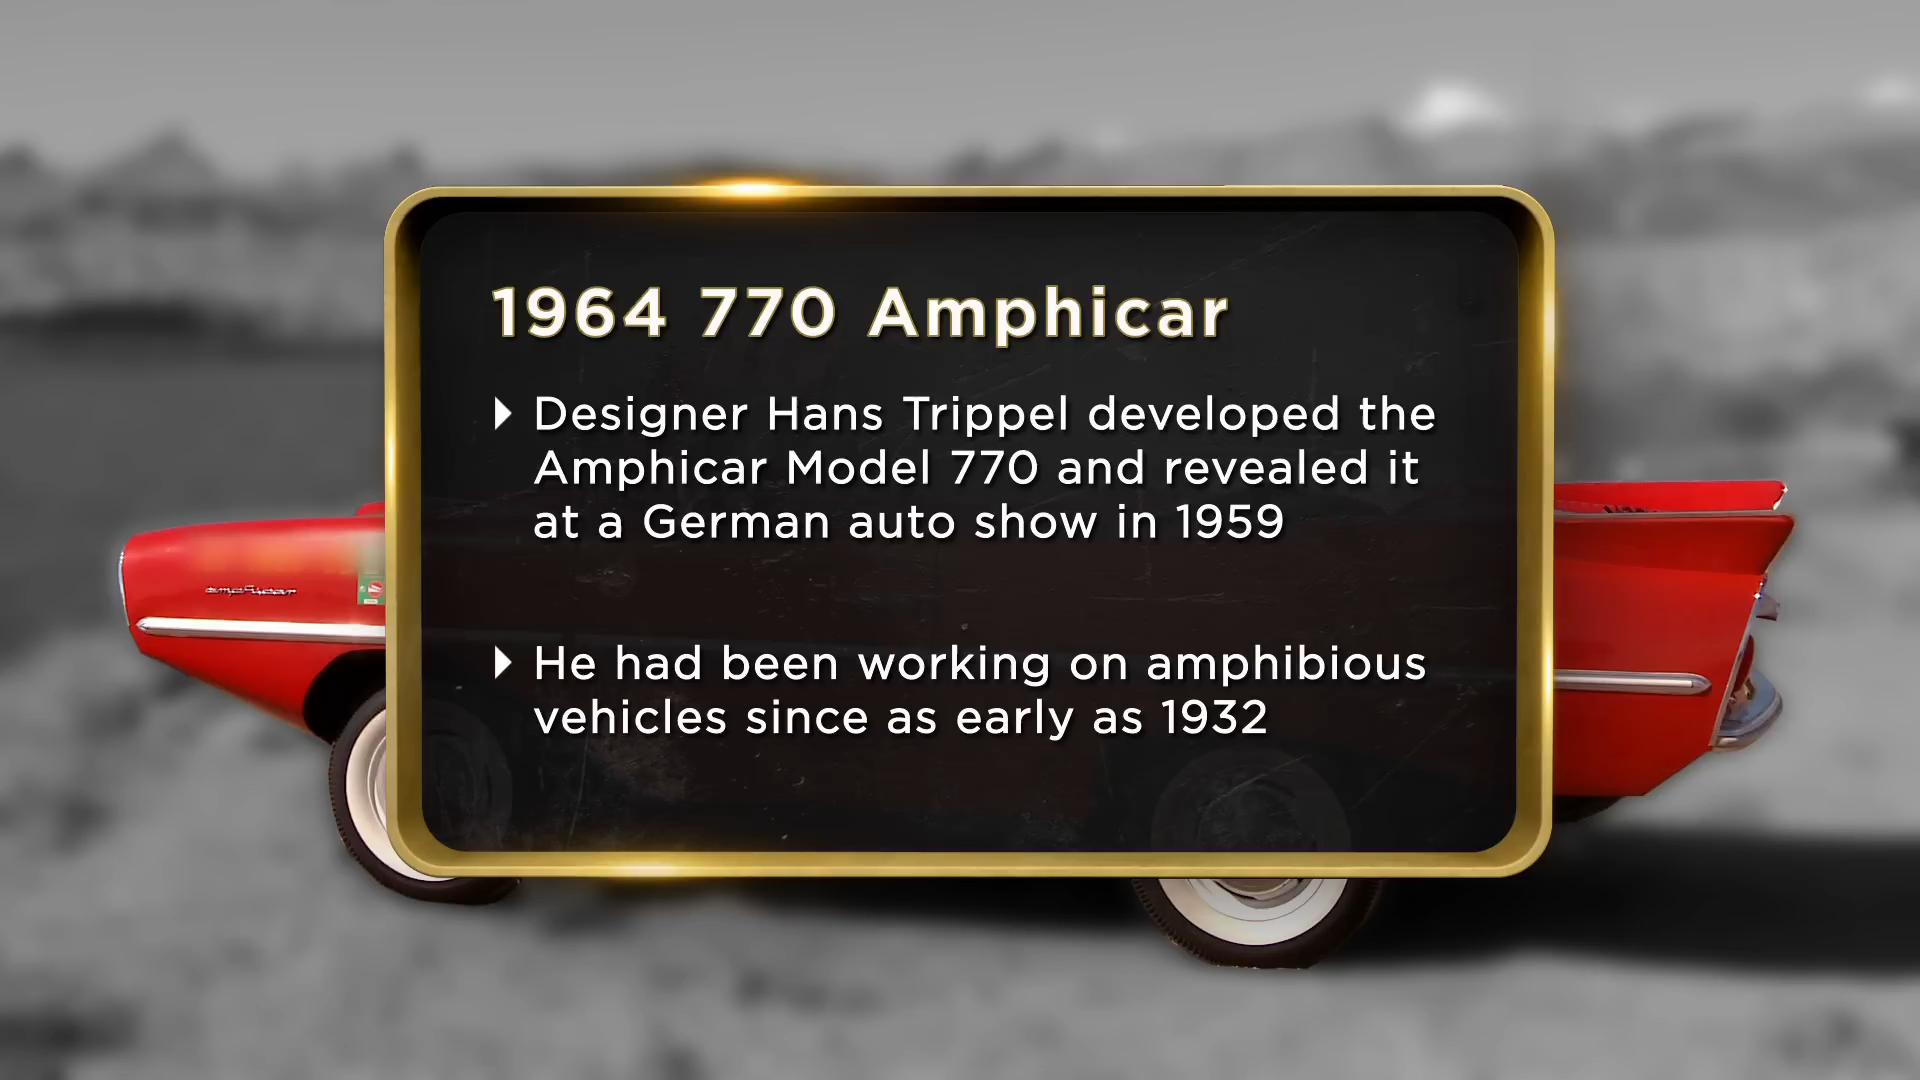 1964 770 Amphicar
Designer Hans Trippel developed the
Amphicar Model 770 and revealed it
at a German auto show in 1959
He had been working on amphibious
vehicles since as early as 1932
amphicar